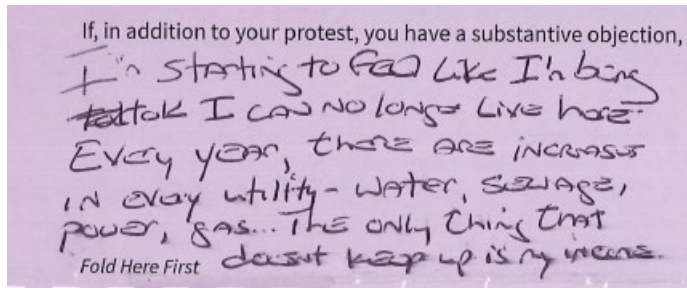 If, in addition to your protest, you have a substantive objection,
I'm starting to feel like I'm being
told I can no longer live here.
Every year, there are increases
in every utility - water, sewage,
power, gas... The only thing that
doesn't keep up is my income.
Fold Here First